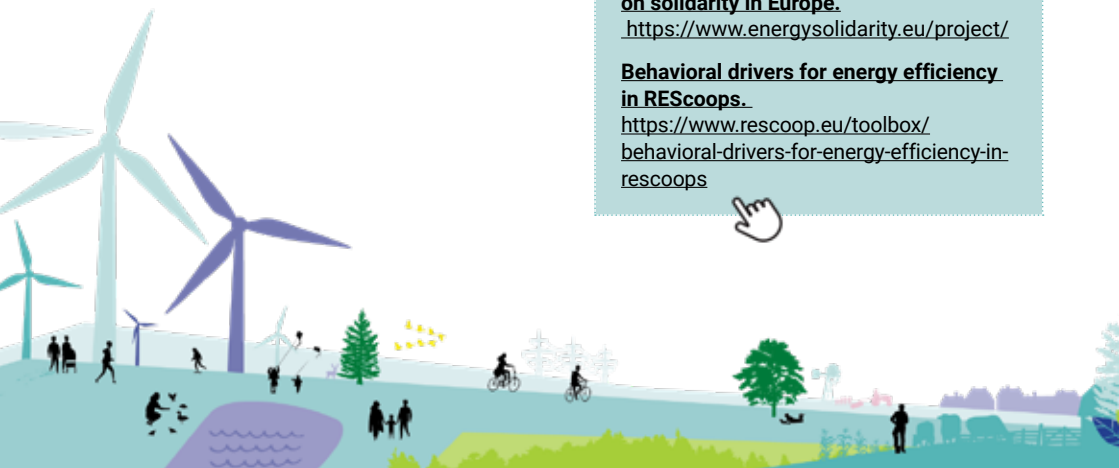 on solidarity in Europe.
https://www.energysolidarity.eu/project/
Behavioral drivers for energy efficiency
in REScoops.
https://www.rescoop.eu/toolbox/
behavioral-drivers-for-energy-efficiency-in-
rescoops